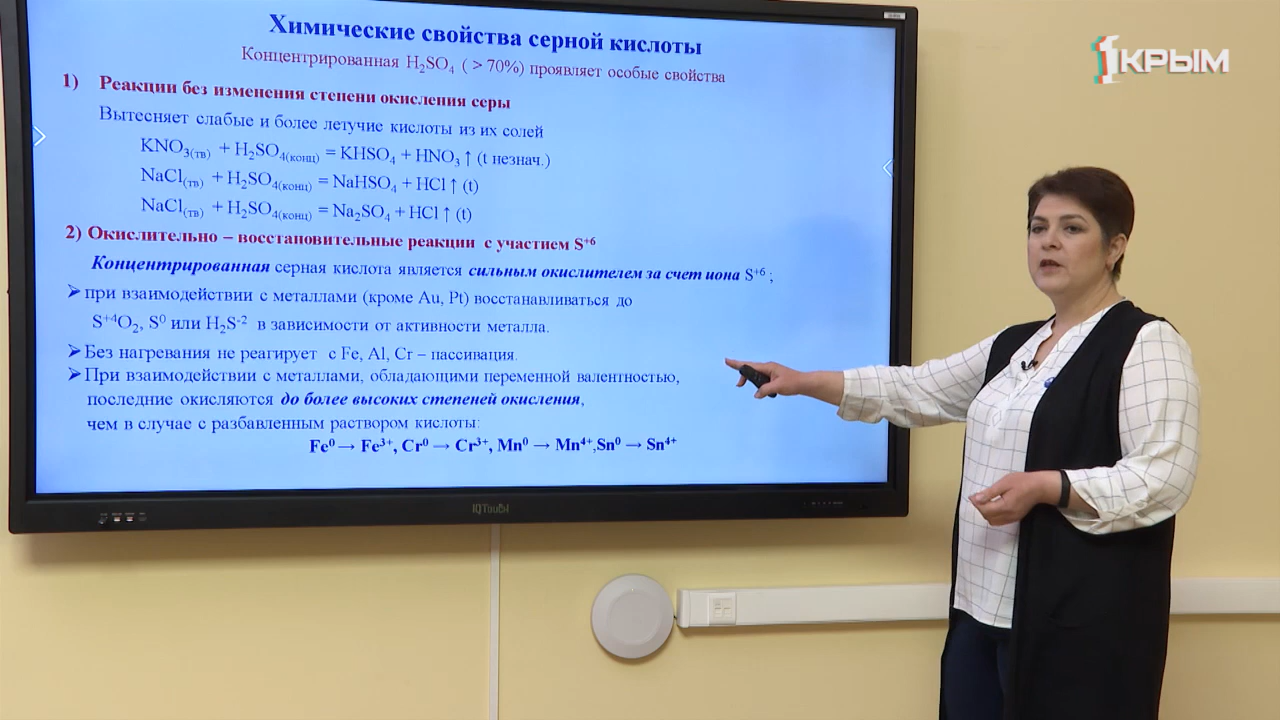 Химические свойства серной кислоты
Концентрированная H₂SO₄ ( > 70%) проявляет особые свойства
1) Реакции без изменения степени окисления серы
Вытесняет слабые и более летучие кислоты из их солей
KNO₃(тв) + H₂SO₄(конц) = KHSO₄ + HNO₃ ↑ (t незнач.)
NaCl(тв) + H₂SO₄(конц) = NaHSO₄ + HCl ↑ (t)
NaCl(тв) + H₂SO₄(конц) = Na₂SO₄ + HCl ↑ (t)
2) Окислительно – восстановительные реакции с участием S⁺⁶
Концентрированная серная кислота является сильным окислителем за счет иона S⁺⁶ ;
➢ при взаимодействии с металлами (кроме Au, Pt) восстанавливаться до
S⁺⁴O₂, S⁰ или H₂S⁻² в зависимости от активности металла.
➢ Без нагревания не реагирует с Fe, Al, Cr – пассивация.
➢ При взаимодействии с металлами, обладающими переменной валентностью,
последние окисляются до более высоких степеней окисления,
чем в случае с разбавленным раствором кислоты:
Fe⁰ → Fe³⁺, Cr⁰ → Cr³⁺, Mn⁰ → Mn⁴⁺,Sn⁰ → Sn⁴⁺
IQTouch
1КРЫМ